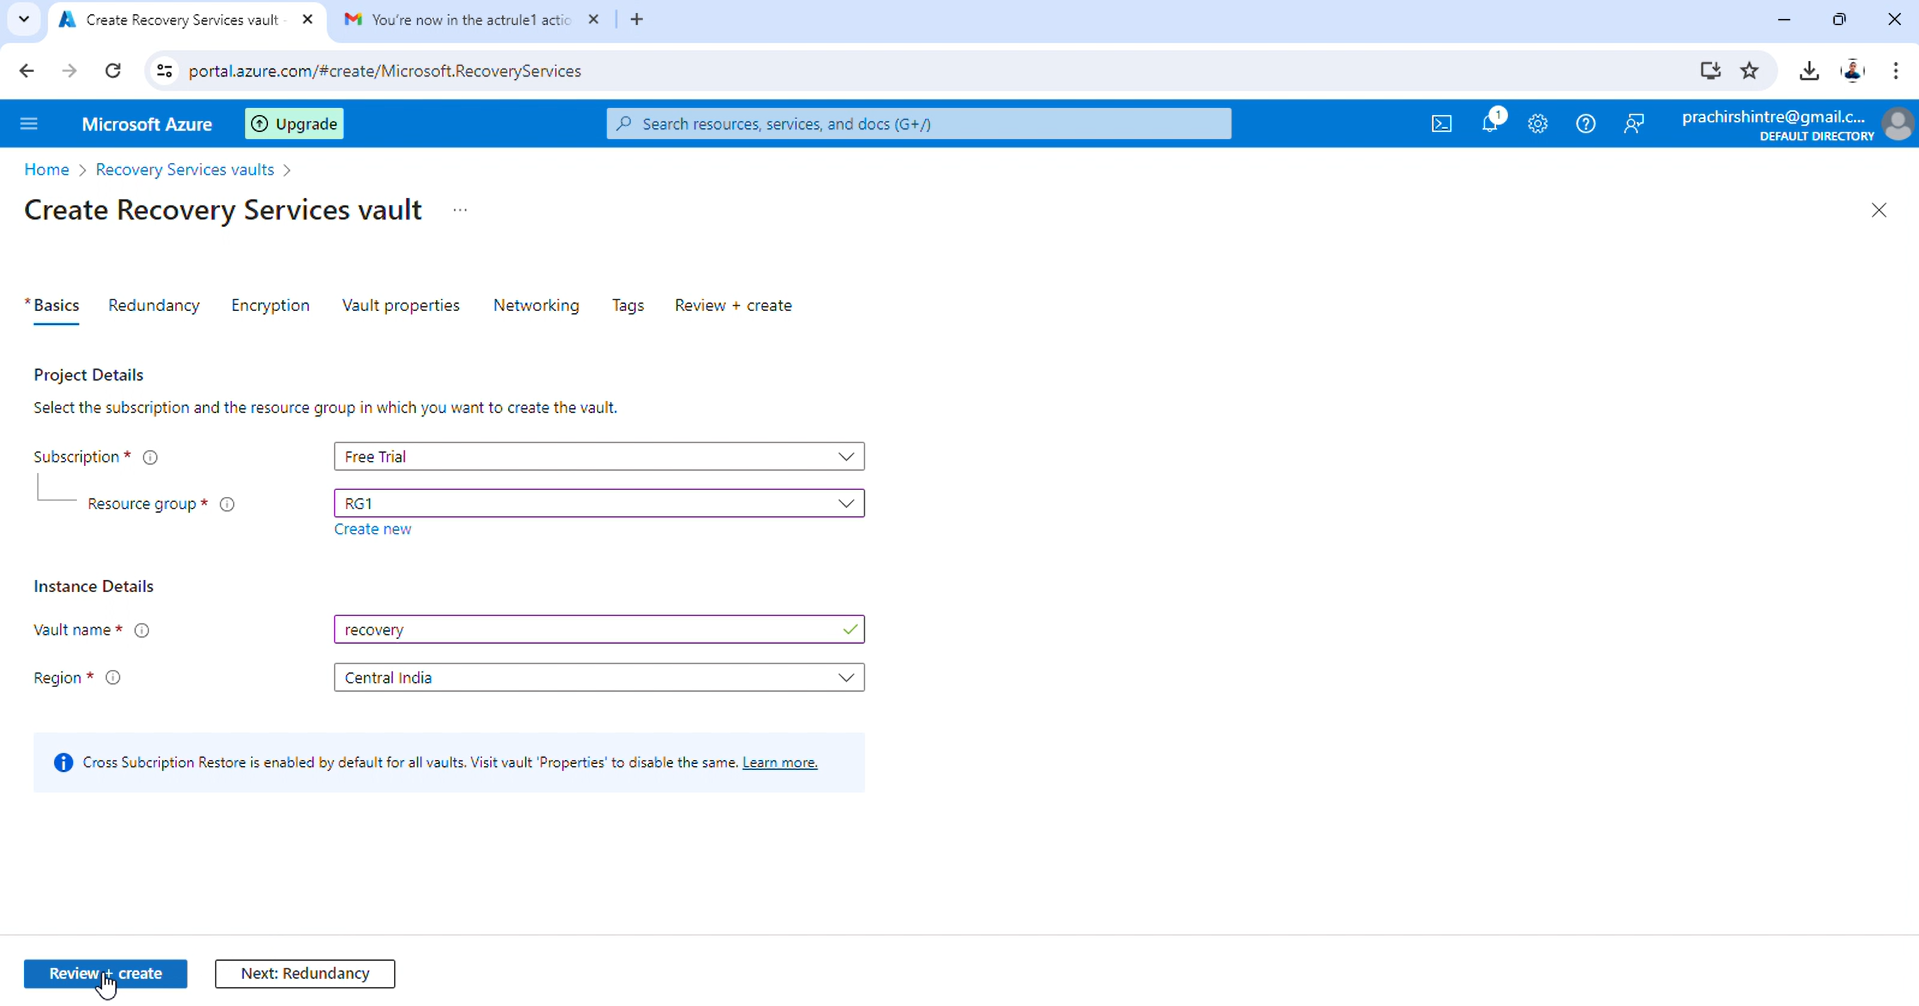 Create Recovery Services vault -
You're now in the actrule1 actio
portal.azure.com/#create/Microsoft.RecoveryServices
Microsoft Azure
Upgrade
Search resources, services, and docs (G+/)
1
prachirshintre@gmail.c...
DEFAULT DIRECTORY
Home > Recovery Services vaults >
Create Recovery Services vault ...
* Basics Redundancy Encryption Vault properties Networking Tags Review + create
Project Details
Select the subscription and the resource group in which you want to create the vault.
Subscription *
Free Trial
Resource group *
RG1
Create new
Instance Details
Vault name *
recovery
Region *
Central India
Cross Subcription Restore is enabled by default for all vaults. Visit vault 'Properties' to disable the same. Learn more.
Review + create
Next: Redundancy